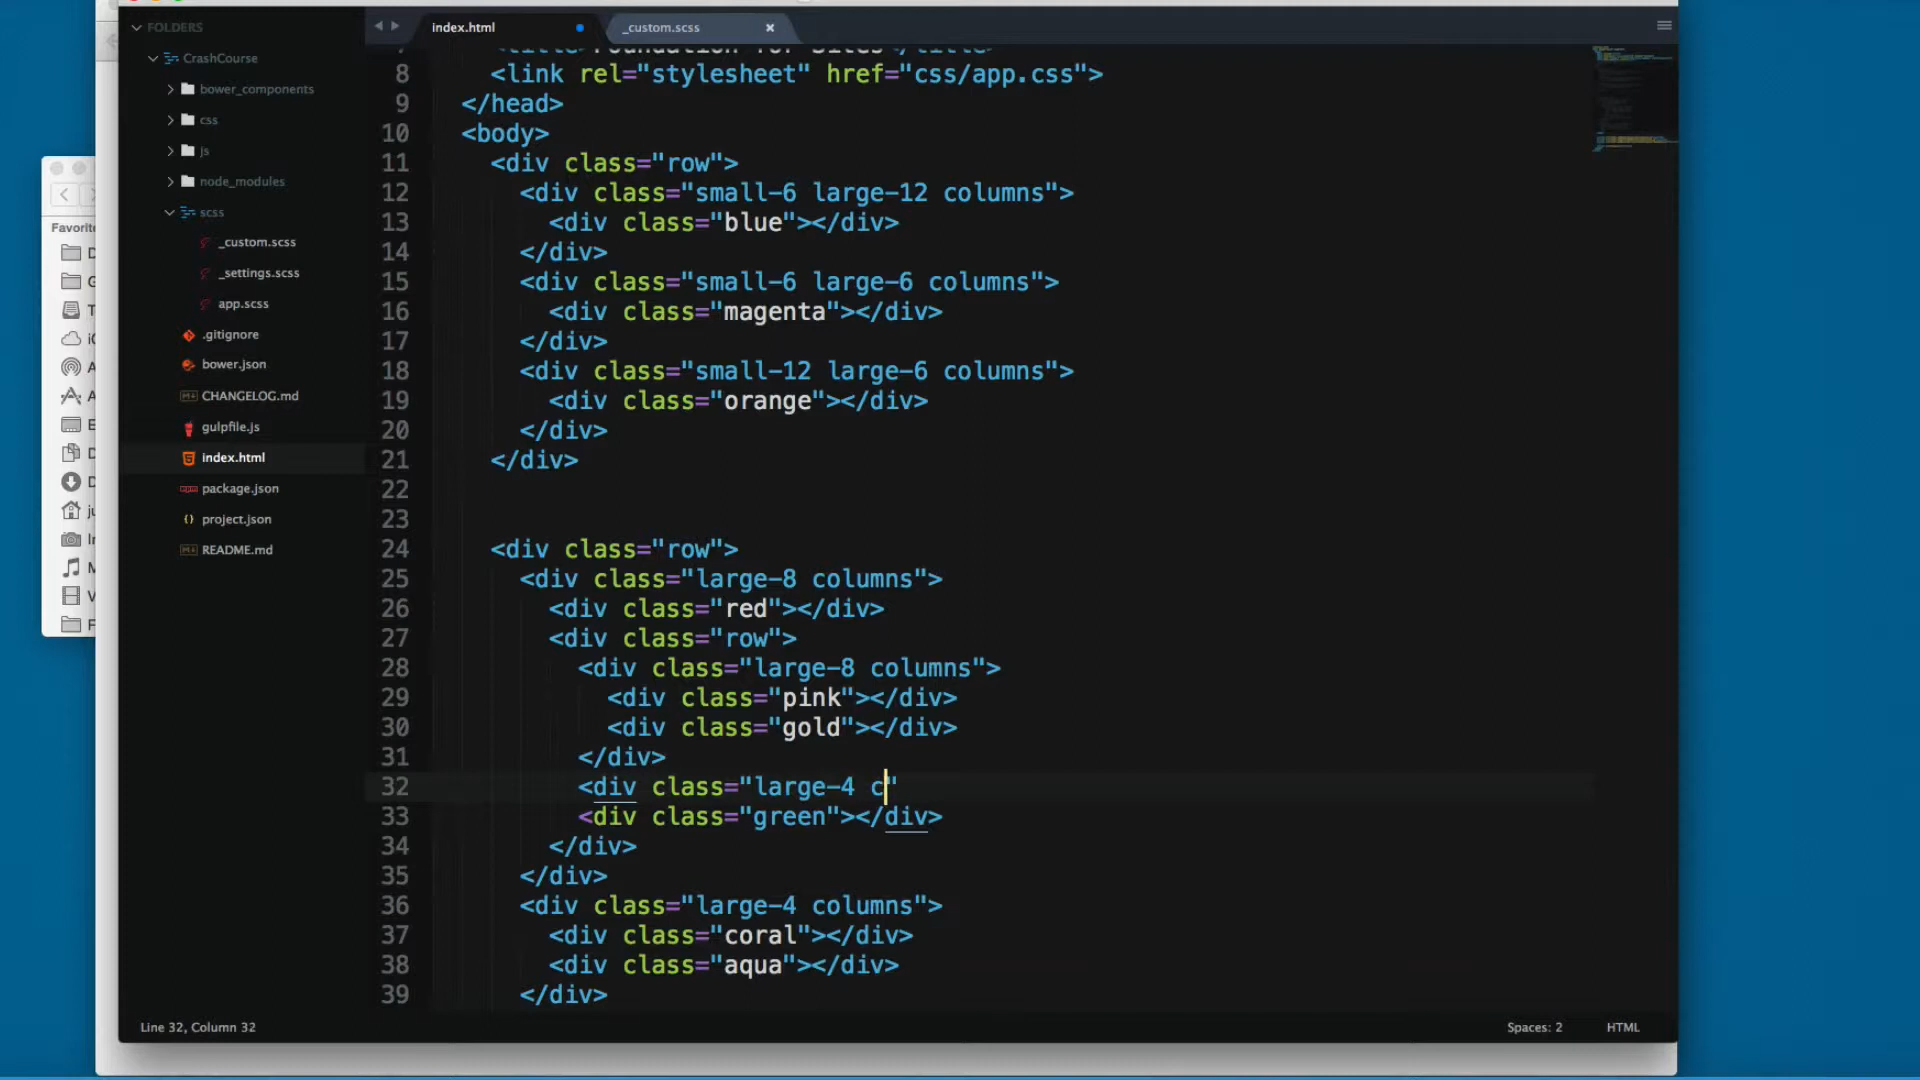 FOLDERS
CrashCourse
bower_components
css
js
node_modules
scss
_custom.scss
_settings.scss
app.scss
.gitignore
bower.json
CHANGELOG.md
gulpfile.js
index.html
package.json
project.json
README.md
Favorite
index.html
_custom.scss
<title>Foundation for Sites</title>
8 <link rel="stylesheet" href="css/app.css">
9 </head>
10 <body>
11 <div class="row">
12 <div class="small-6 large-12 columns">
13 <div class="blue"></div>
14 </div>
15 <div class="small-6 large-6 columns">
16 <div class="magenta"></div>
17 </div>
18 <div class="small-12 large-6 columns">
19 <div class="orange"></div>
20 </div>
21 </div>
22
23
24 <div class="row">
25 <div class="large-8 columns">
26 <div class="red"></div>
27 <div class="row">
28 <div class="large-8 columns">
29 <div class="pink"></div>
30 <div class="gold"></div>
31 </div>
32 <div class="large-4 c"
33 <div class="green"></div>
34 </div>
35 </div>
36 <div class="large-4 columns">
37 <div class="coral"></div>
38 <div class="aqua"></div>
39 </div>
Line 32, Column 32
Spaces: 2
HTML